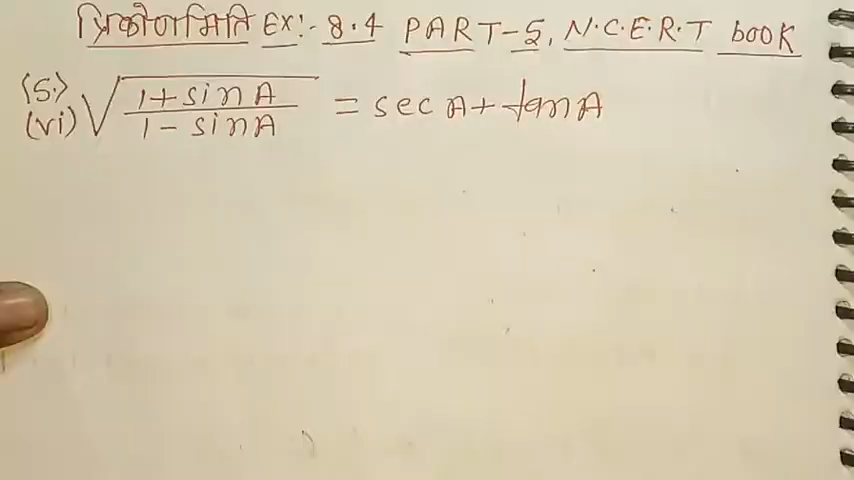 त्रिकोणमिति EX:- 8.4 PART-5, N.C.E.R.T book
(5.)
(vi) √((1+sinA)/(1-sinA)) = secA+tanA